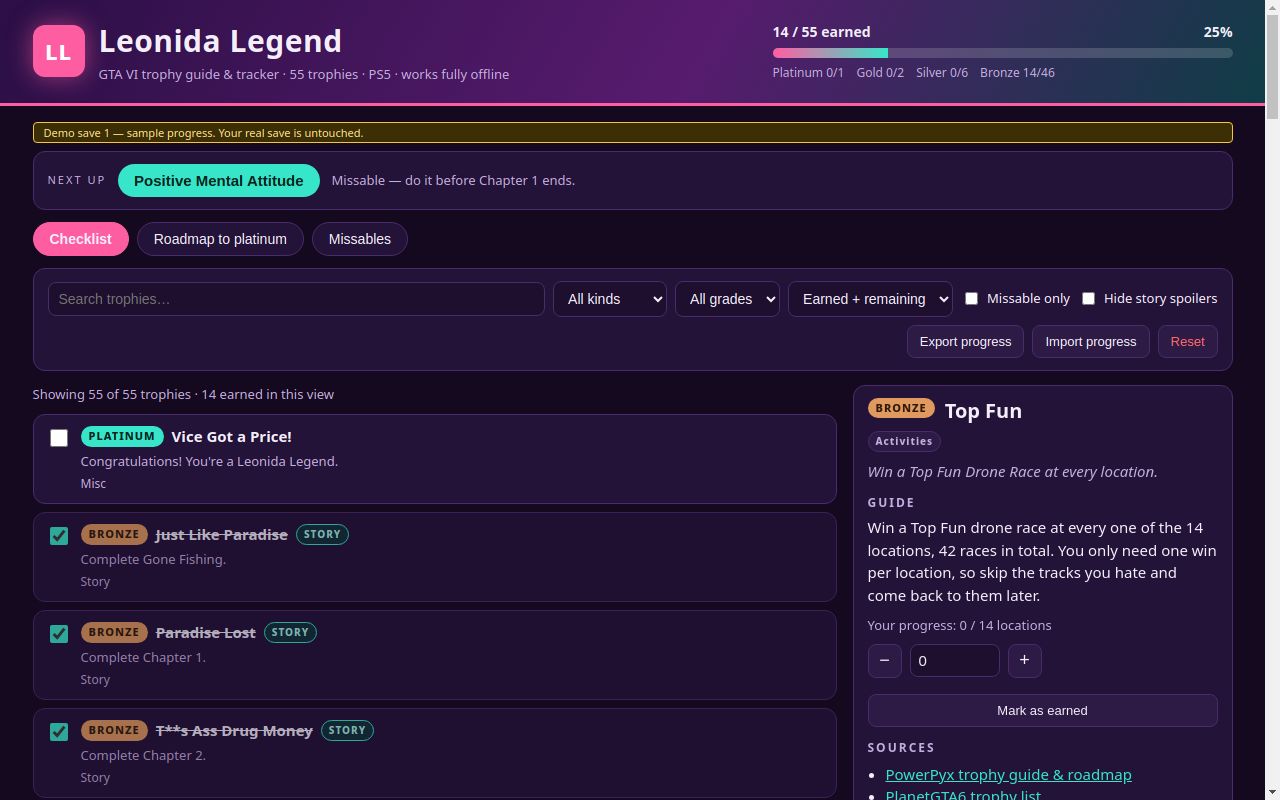 LL
Leonida Legend
GTA VI trophy guide & tracker · 55 trophies · PS5 · works fully offline
14 / 55 earned 25%
Platinum 0/1 Gold 0/2 Silver 0/6 Bronze 14/46
Demo save 1 — sample progress. Your real save is untouched.
NEXT UP Positive Mental Attitude Missable — do it before Chapter 1 ends.
Checklist Roadmap to platinum Missables
Search trophies… All kinds All grades Earned + remaining Missable only Hide story spoilers
Export progress Import progress Reset
Showing 55 of 55 trophies · 14 earned in this view
PLATINUM Vice Got a Price!
Congratulations! You're a Leonida Legend.
Misc
BRONZE Just Like Paradise STORY
Complete Gone Fishing.
Story
BRONZE Paradise Lost STORY
Complete Chapter 1.
Story
BRONZE T**s Ass Drug Money STORY
Complete Chapter 2.
Story
BRONZE Top Fun
Activities
Win a Top Fun Drone Race at every location.
GUIDE
Win a Top Fun drone race at every one of the 14
locations, 42 races in total. You only need one win
per location, so skip the tracks you hate and
come back to them later.
Your progress: 0 / 14 locations
− 0 +
Mark as earned
SOURCES
PowerPyx trophy guide & roadmap
PlanetGTA6 trophy list